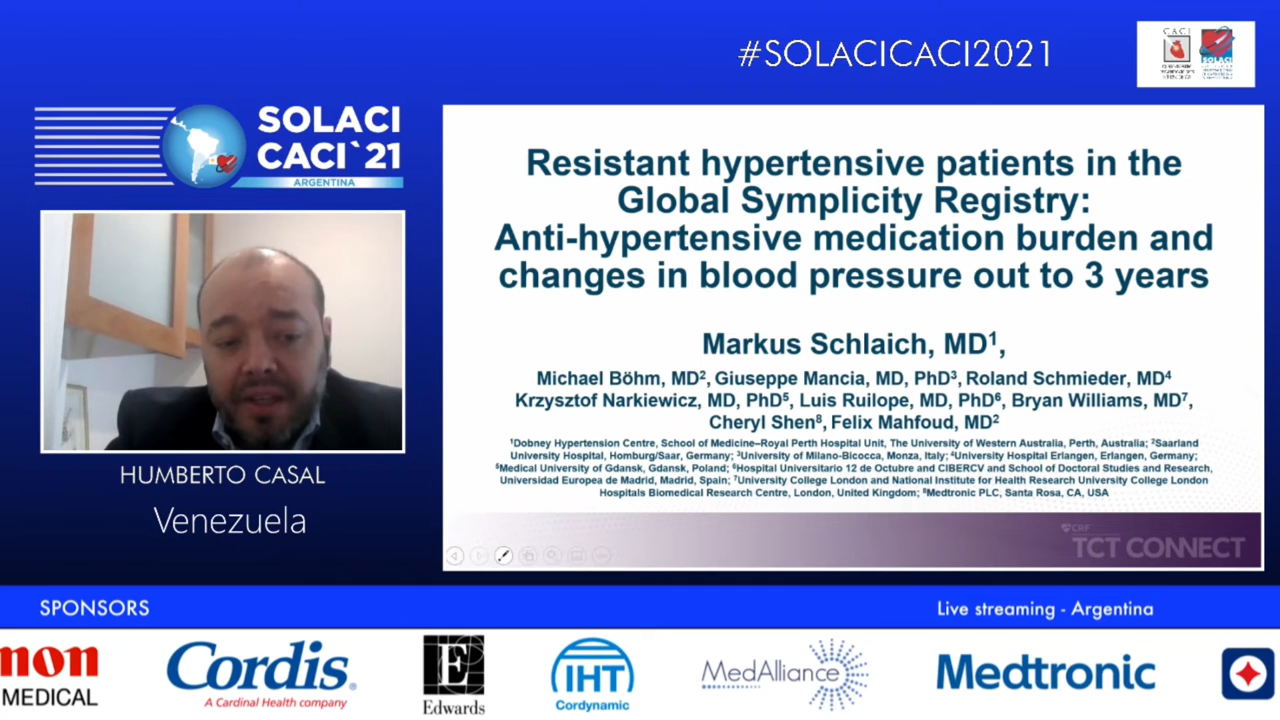 #SOLACICACI2021
CACI
SOLACI
SOLACI
CACI`21
ARGENTINA
HUMBERTO CASAL
Venezuela
Resistant hypertensive patients in the
Global Symplicity Registry:
Anti-hypertensive medication burden and
changes in blood pressure out to 3 years
Markus Schlaich, MD1,
Michael Böhm, MD2, Giuseppe Mancia, MD, PhD3, Roland Schmieder, MD4
Krzysztof Narkiewicz, MD, PhD5, Luis Ruilope, MD, PhD6, Bryan Williams, MD7,
Cheryl Shen8, Felix Mahfoud, MD2
1Dobney Hypertension Centre, School of Medicine–Royal Perth Hospital Unit, The University of Western Australia, Perth, Australia; 2Saarland
University Hospital, Homburg/Saar, Germany; 3University of Milano-Bicocca, Monza, Italy; 4University Hospital Erlangen, Erlangen, Germany;
5Medical University of Gdansk, Gdansk, Poland; 6Hospital Universitario 12 de Octubre and CIBERCV and School of Doctoral Studies and Research,
Universidad Europea de Madrid, Madrid, Spain; 7University College London and National Institute for Health Research University College London
Hospitals Biomedical Research Centre, London, United Kingdom; 8Medtronic PLC, Santa Rosa, CA, USA
CRF
TCT CONNECT
SPONSORS
Live streaming - Argentina
non
MEDICAL
Cordis®
A Cardinal Health company
E
Edwards
IHT
Cordynamic
MedAlliance
Medtronic